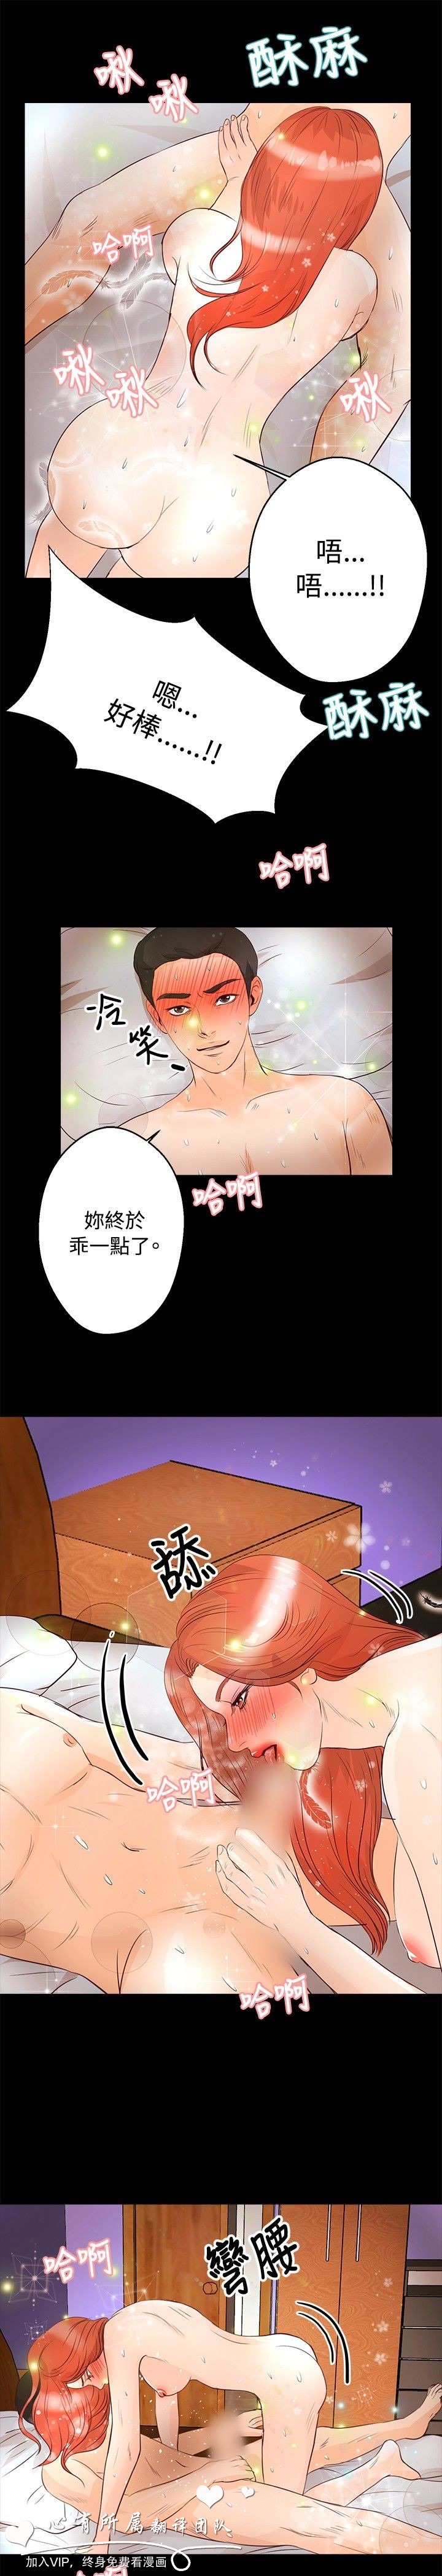 酥麻
啾
啾
哈啊
啾
啾
啾
唔...
唔......!!
嗯...
好棒......!!
酥麻
哈啊
冷笑、
哈啊
妳終於
乖一點了。
舔
哈啊
哈啊
彎腰
哈啊
心有所属翻译团队
加入VIP，终身免费看漫画